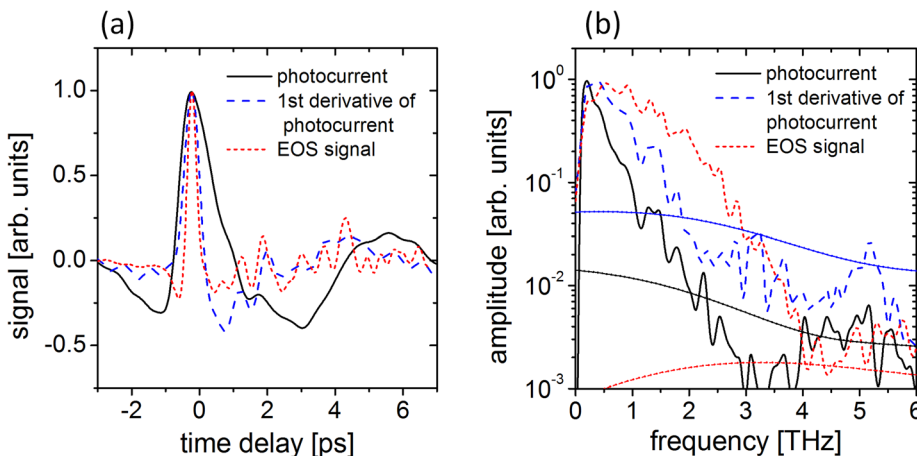 (a)
photocurrent
1st derivative of
photocurrent
EOS signal
1.0
0.5
0.0
-0.5
signal [arb. units]
-2 0 2 4 6
time delay [ps]
(b)
photocurrent
1st derivative of
photocurrent
EOS signal
10^0
10^-1
10^-2
10^-3
amplitude [arb. units]
0 1 2 3 4 5 6
frequency [THz]